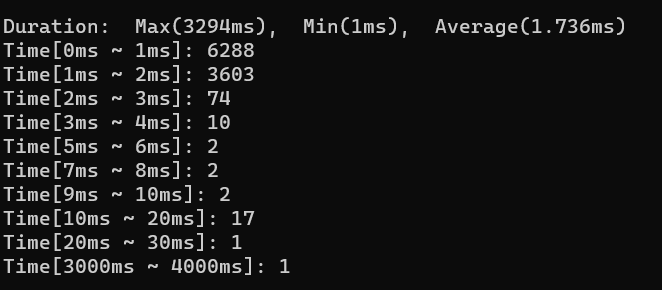 Duration:  Max(3294ms),  Min(1ms),  Average(1.736ms)
Time[0ms ~ 1ms]: 6288
Time[1ms ~ 2ms]: 3603
Time[2ms ~ 3ms]: 74
Time[3ms ~ 4ms]: 10
Time[5ms ~ 6ms]: 2
Time[7ms ~ 8ms]: 2
Time[9ms ~ 10ms]: 2
Time[10ms ~ 20ms]: 17
Time[20ms ~ 30ms]: 1
Time[3000ms ~ 4000ms]: 1